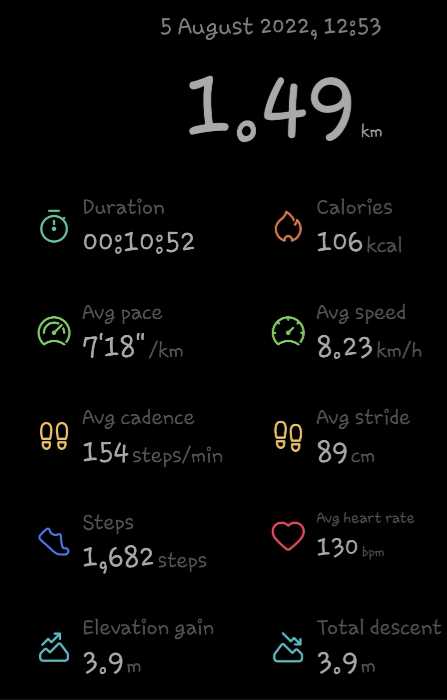 5 August 2022, 12:53
1.49 km
Duration
00:10:52
Calories
106 kcal
Avg pace
7'18" /km
Avg speed
8.23 km/h
Avg cadence
154 steps/min
Avg stride
89 cm
Steps
1,682 steps
Avg heart rate
130 bpm
Elevation gain
3.9 m
Total descent
3.9 m